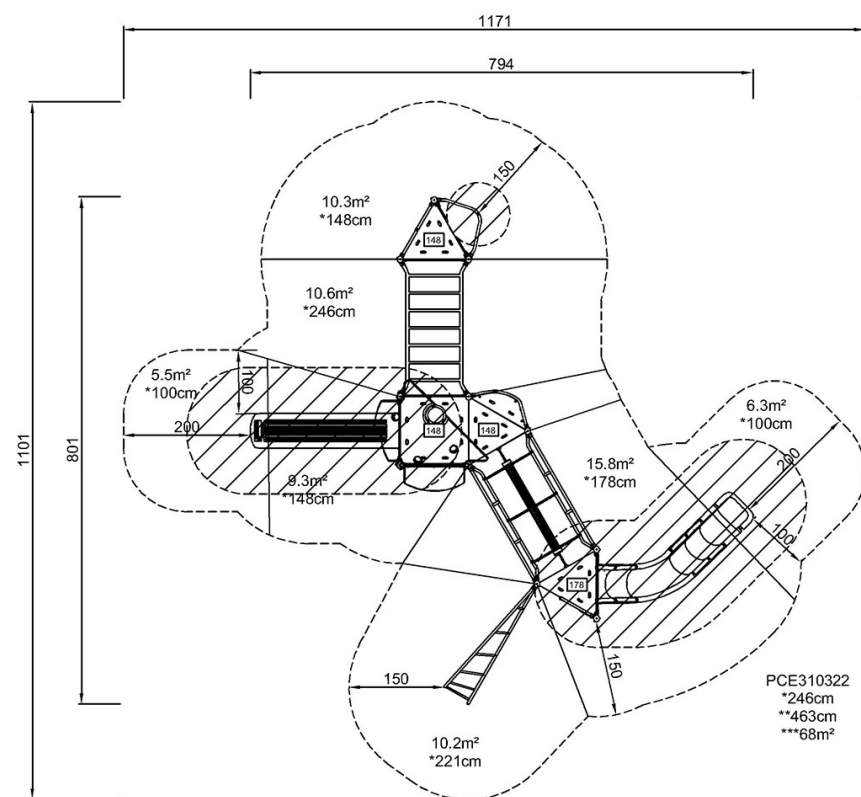 1171
794
150
10.3m²
*148cm
148
10.6m²
*246cm
5.5m²
*100cm
100
6.3m²
*100cm
200
1101
801
148
148
200
15.8m²
*178cm
9.3m²
*148cm
100
178
150
150
PCE310322
*246cm
**463cm
***68m²
10.2m²
*221cm